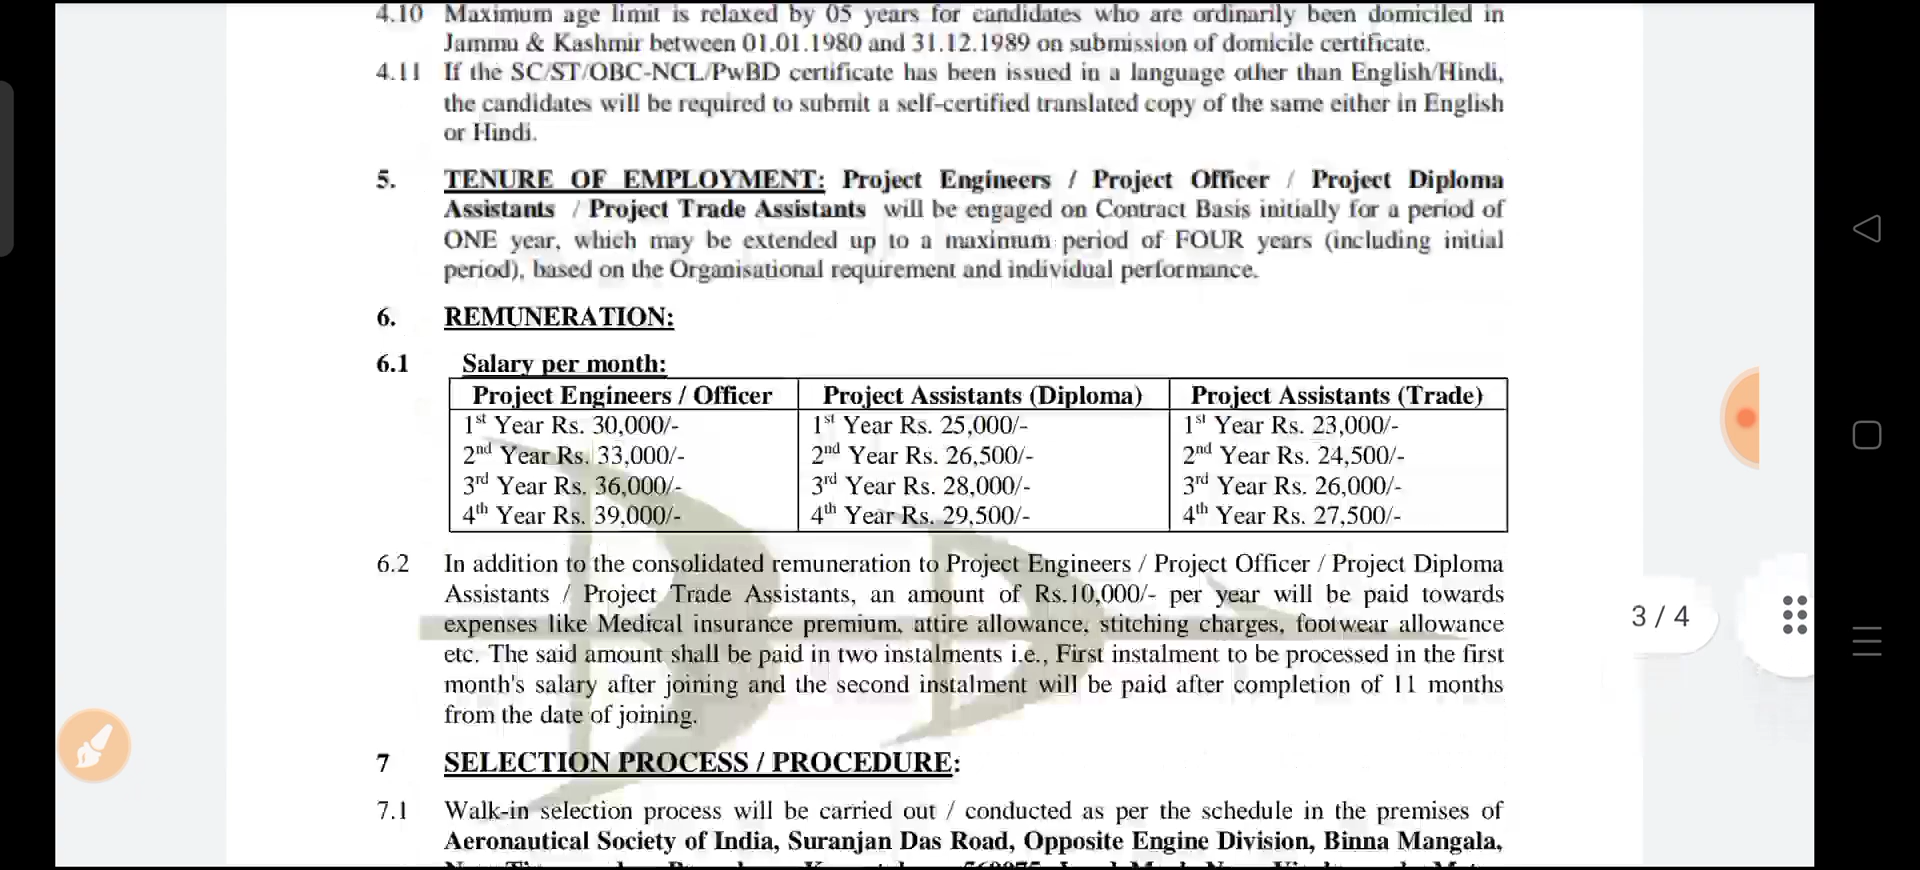 4.10 Maximum age limit is relaxed by 05 years for candidates who are ordinarily been domiciled in
Jammu & Kashmir between 01.01.1980 and 31.12.1989 on submission of domicile certificate.
4.11 If the SC/ST/OBC-NCL/PwBD certificate has been issued in a language other than English/Hindi,
the candidates will be required to submit a self-certified translated copy of the same either in English
or Hindi.
5. TENURE OF EMPLOYMENT: Project Engineers / Project Officer / Project Diploma
Assistants / Project Trade Assistants will be engaged on Contract Basis initially for a period of
ONE year, which may be extended up to a maximum period of FOUR years (including initial
period), based on the Organisational requirement and individual performance.
6. REMUNERATION:
6.1 Salary per month:
Project Engineers / Officer Project Assistants (Diploma) Project Assistants (Trade)
1st Year Rs. 30,000/- 1st Year Rs. 25,000/- 1st Year Rs. 23,000/-
2nd Year Rs. 33,000/- 2nd Year Rs. 26,500/- 2nd Year Rs. 24,500/-
3rd Year Rs. 36,000/- 3rd Year Rs. 28,000/- 3rd Year Rs. 26,000/-
4th Year Rs. 39,000/- 4th Year Rs. 29,500/- 4th Year Rs. 27,500/-
6.2 In addition to the consolidated remuneration to Project Engineers / Project Officer / Project Diploma
Assistants / Project Trade Assistants, an amount of Rs.10,000/- per year will be paid towards
expenses like Medical insurance premium, attire allowance, stitching charges, footwear allowance
etc. The said amount shall be paid in two instalments i.e., First instalment to be processed in the first
month's salary after joining and the second instalment will be paid after completion of 11 months
from the date of joining.
3 / 4
7 SELECTION PROCESS / PROCEDURE:
7.1 Walk-in selection process will be carried out / conducted as per the schedule in the premises of
Aeronautical Society of India, Suranjan Das Road, Opposite Engine Division, Binna Mangala,